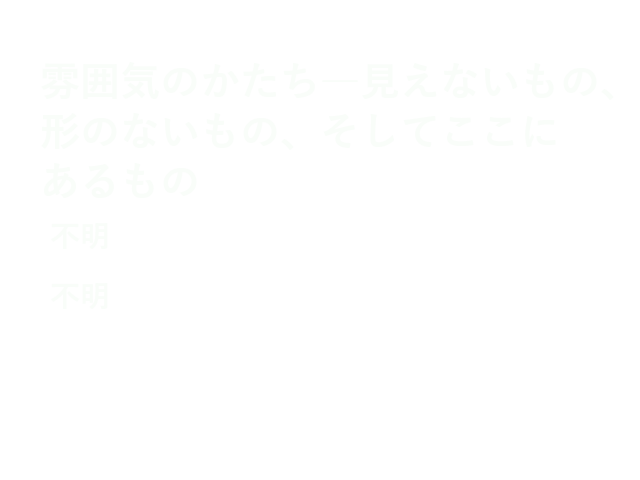 雰囲気のかたち―見えないもの、
形のないもの、そしてここに
あるもの
不明
不明